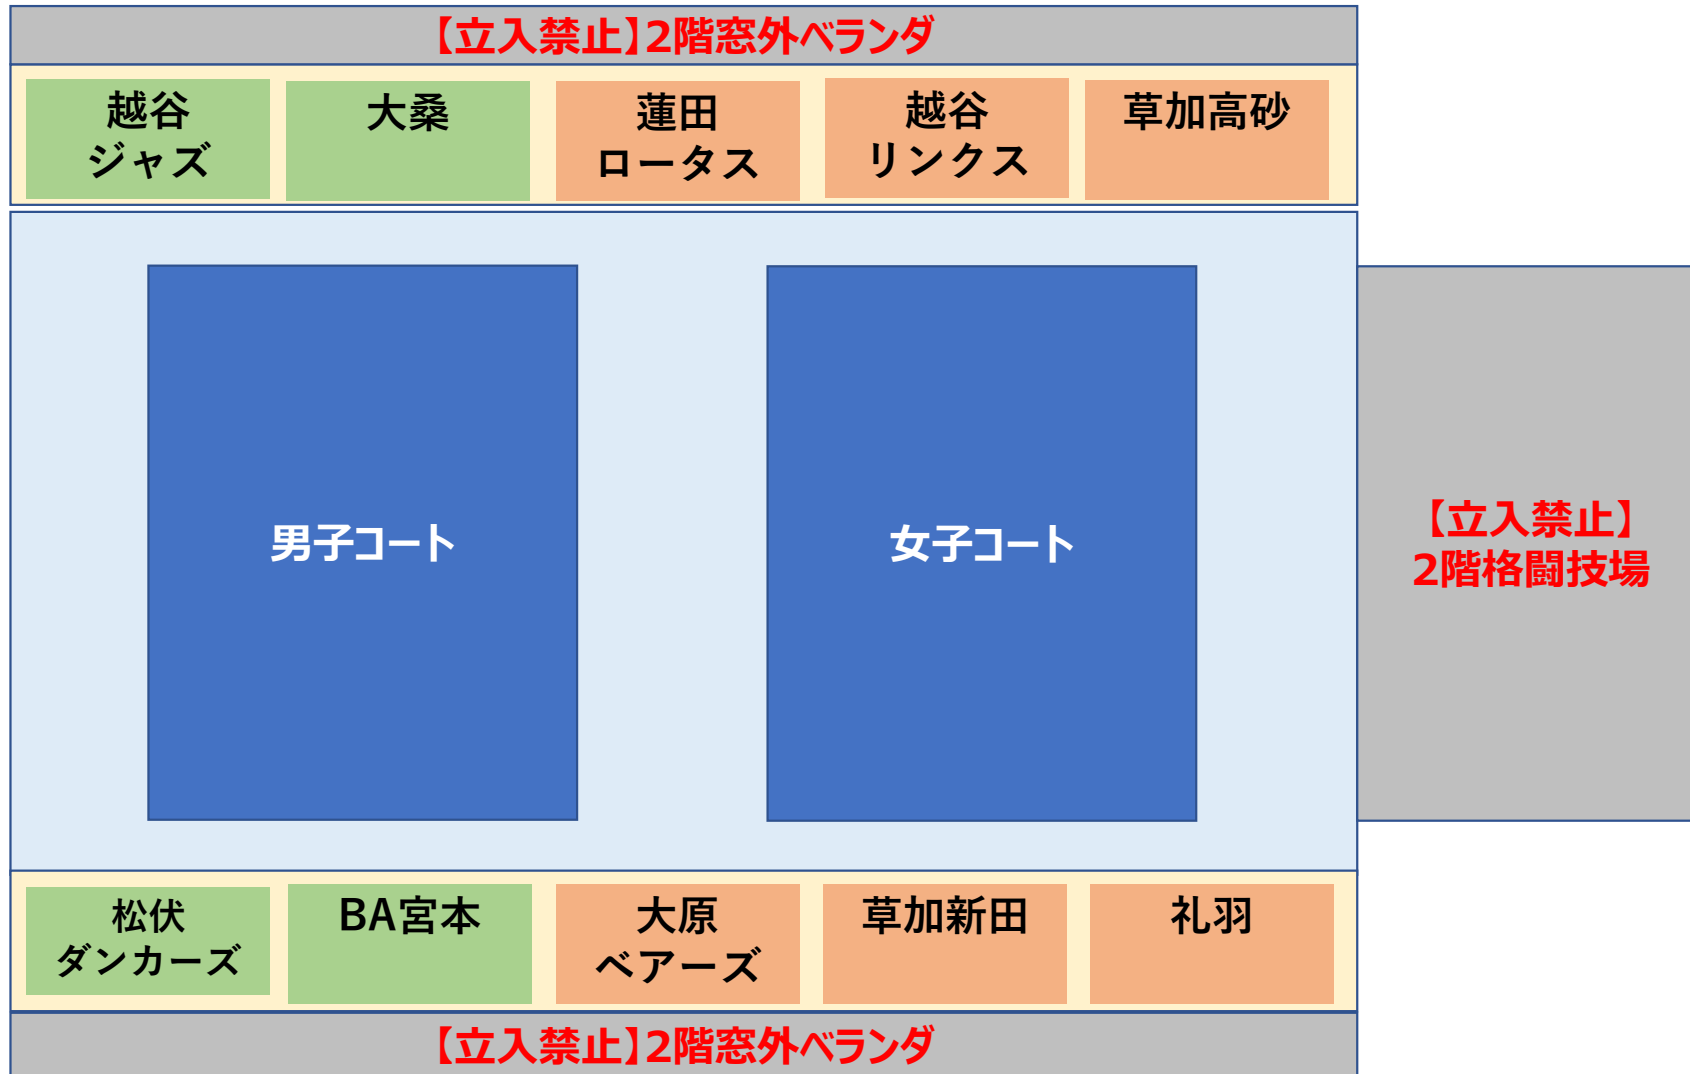 【立入禁止】2階窓外ベランダ
越谷
ジャズ
大桑
蓮田
ロータス
越谷
リンクス
草加高砂
男子コート
女子コート
【立入禁止】
2階格闘技場
松伏
ダンカーズ
BA宮本
大原
ベアーズ
草加新田
礼羽
【立入禁止】2階窓外ベランダ